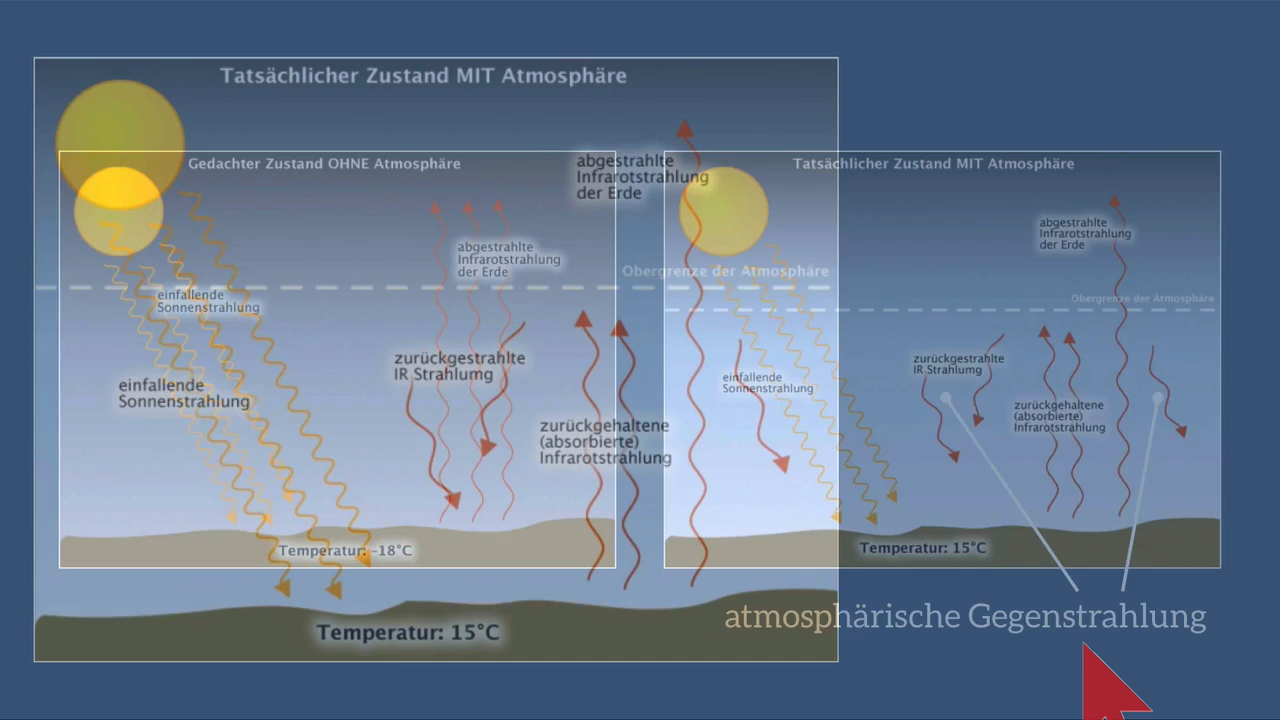 Tatsächlicher Zustand MIT Atmosphäre
abgestrahlte
Infrarotstrahlung
der Erde
Obergrenze der Atmosphäre
einfallende
Sonnenstrahlung
zurückgestrahlte
IR Strahlumg
zurückgehaltene
(absorbierte)
Infrarotstrahlung
Temperatur: 15°C
Gedachter Zustand OHNE Atmosphäre
einfallende
Sonnenstrahlung
abgestrahlte
Infrarotstrahlung
der Erde
Temperatur: -18°C
Tatsächlicher Zustand MIT Atmosphäre
abgestrahlte
Infrarotstrahlung
der Erde
Obergrenze der Atmosphäre
einfallende
Sonnenstrahlung
zurückgestrahlte
IR Strahlumg
zurückgehaltene
(absorbierte)
Infrarotstrahlung
Temperatur: 15°C
atmosphärische Gegenstrahlung